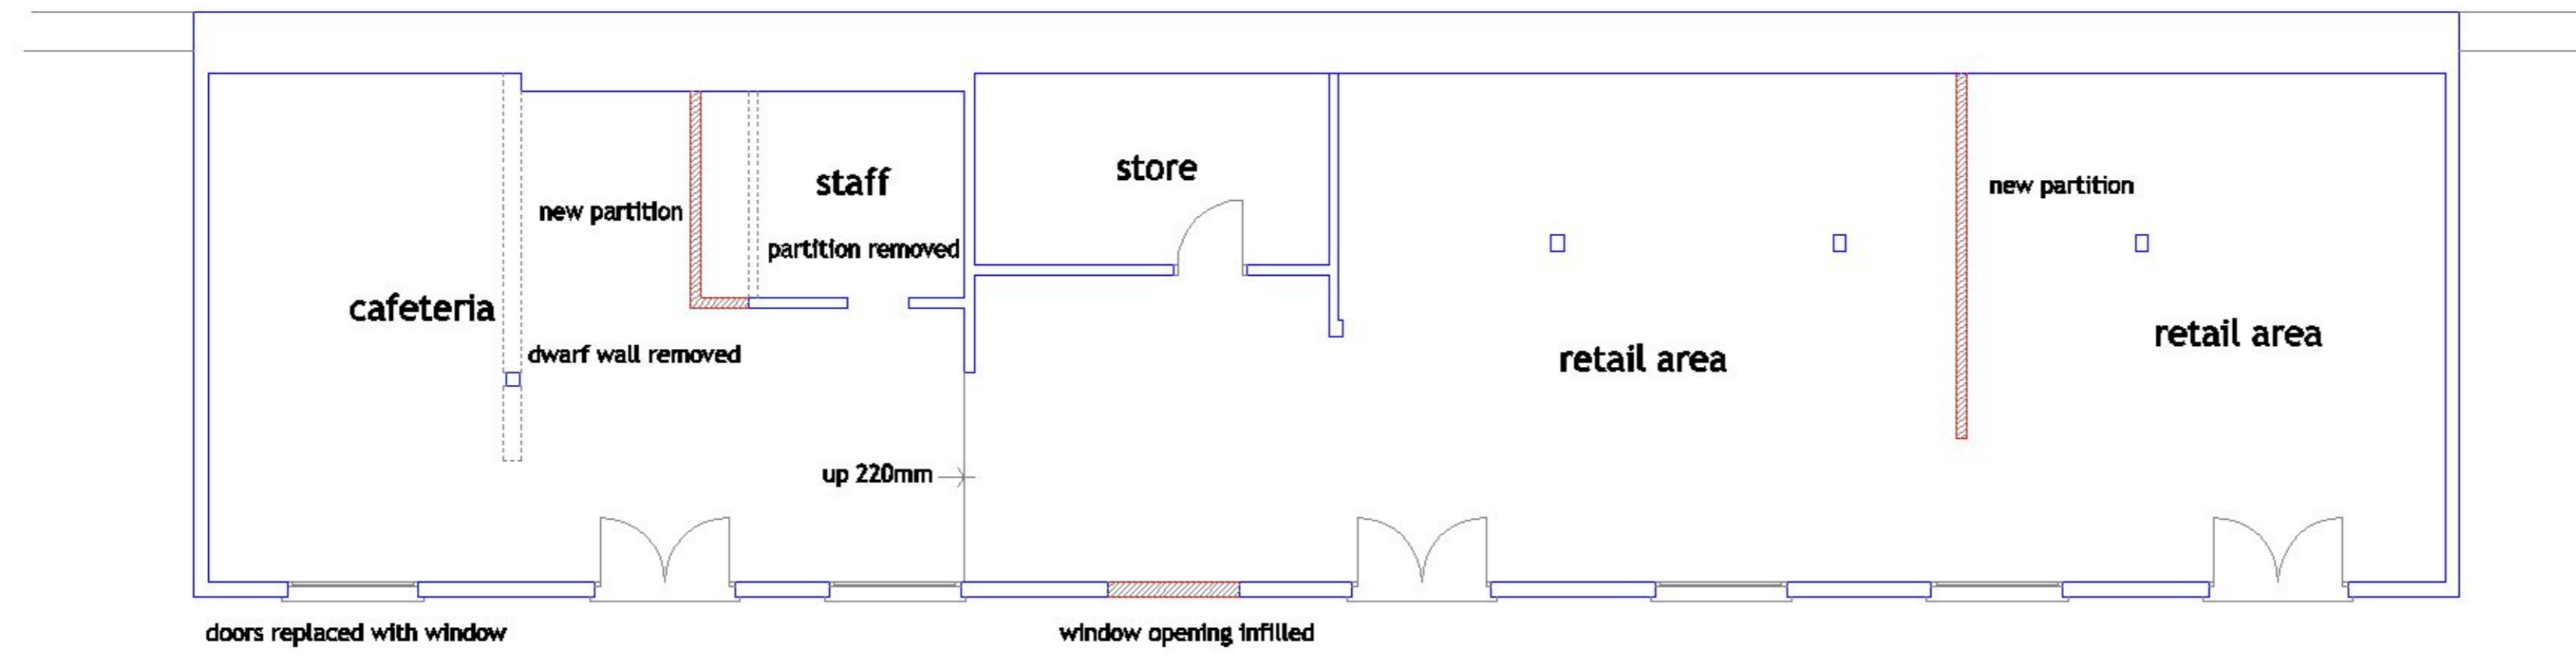 staff
store
new partition
new partition
partition removed
cafeteria
dwarf wall removed
retail area
retail area
up 220mm
doors replaced with window
window opening infilled